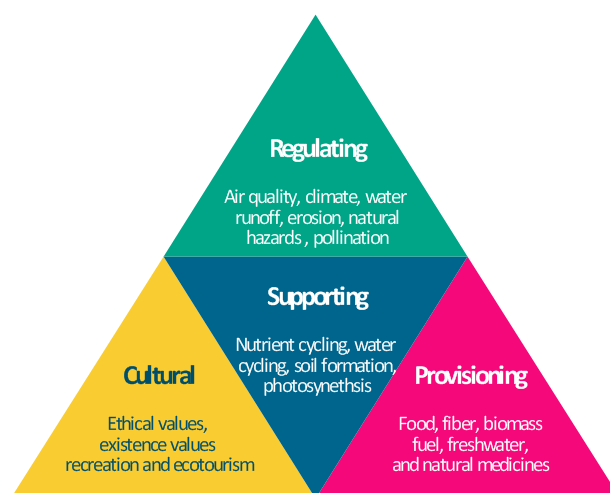 Regulating
Air quality, climate, water
runoff, erosion, natural
hazards , pollination
Supporting
Nutrient cycling, water
cycling, soil formation,
photosynethsis
Cultural
Ethical values,
existence values
recreation and ecotourism
Provisioning
Food, fiber, biomass
fuel, freshwater,
and natural medicines